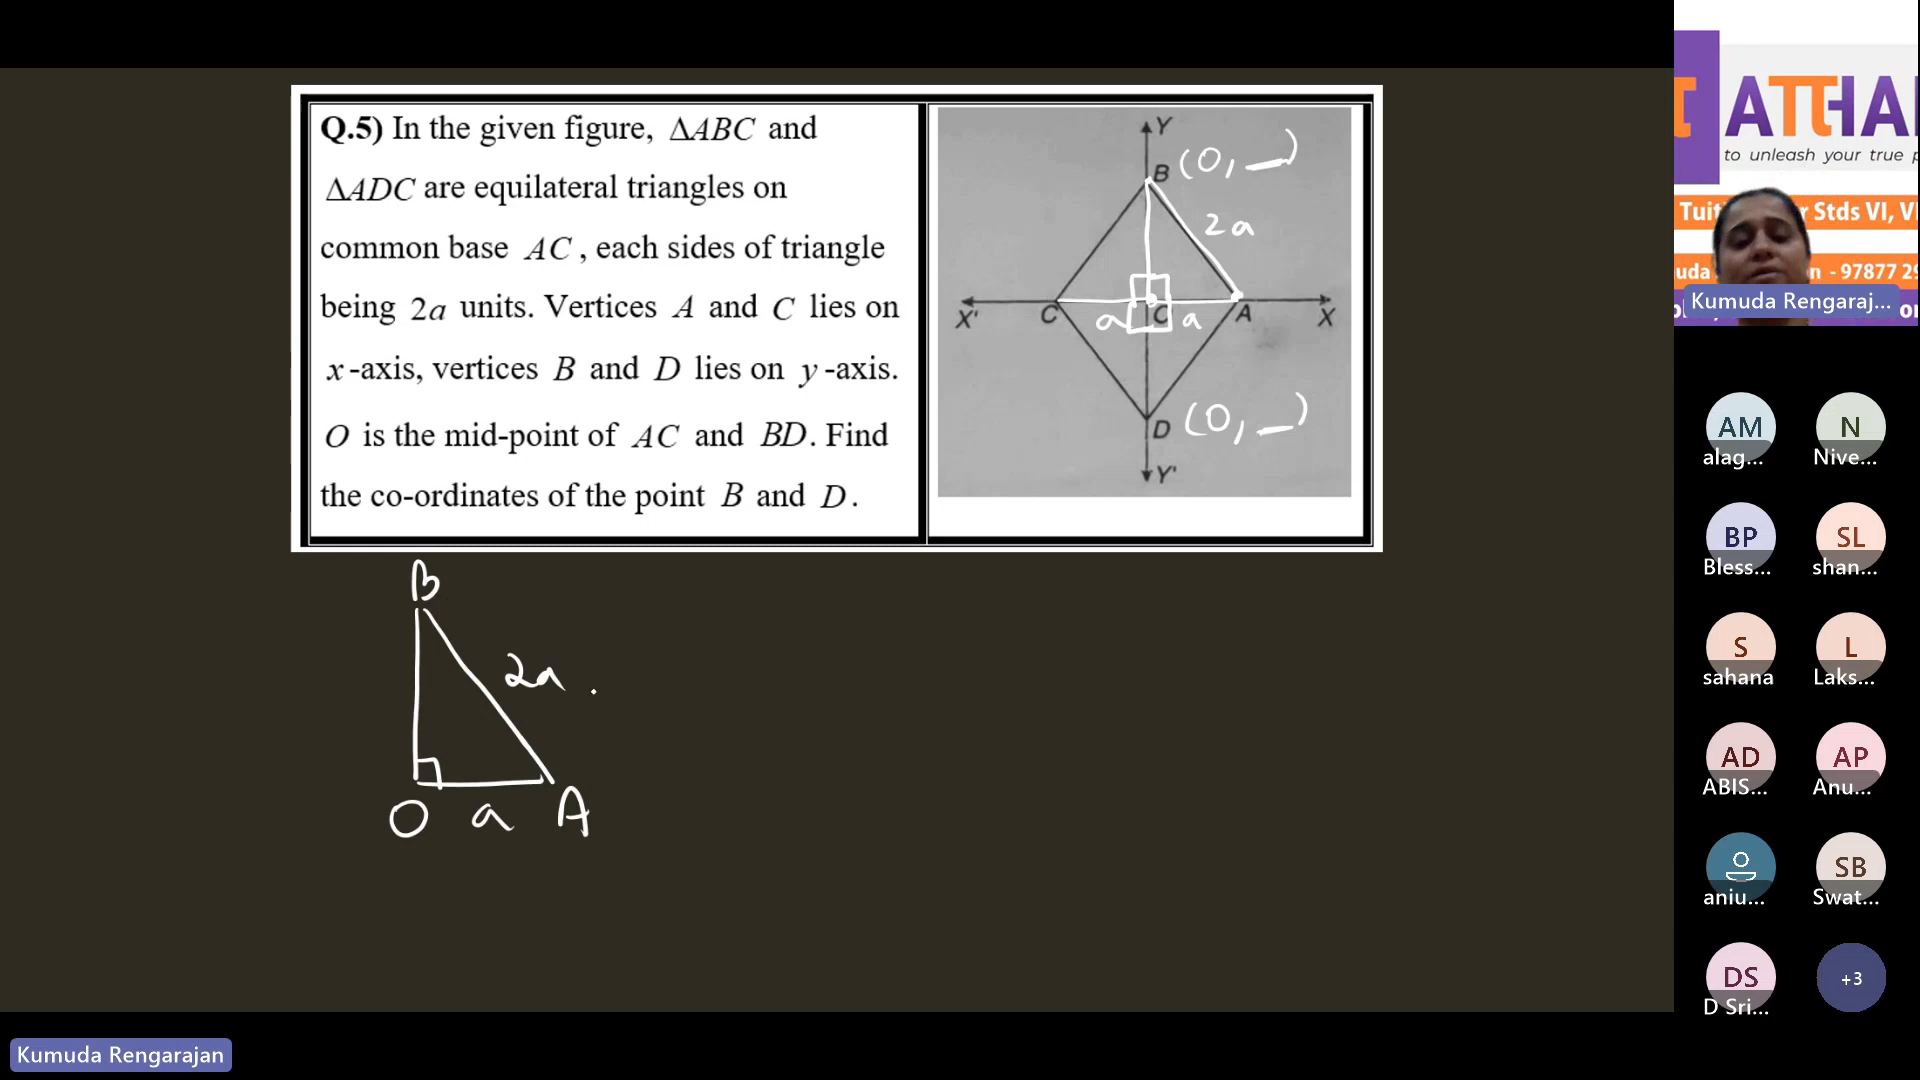 Q.5) In the given figure, ΔABC and
ΔADC are equilateral triangles on
common base AC, each sides of triangle
being 2a units. Vertices A and C lies on
x-axis, vertices B and D lies on y-axis.
O is the mid-point of AC and BD. Find
the co-ordinates of the point B and D.
Y
B (0, _)
2a
X' C a O a A X
D (0, _)
Y'
B
2a
O a A
ATTHA
to unleash your true p
Stds VI, V
- 97877 29
Kumuda Rengaraj...
AM
alag...
N
Nive...
BP
Bless...
SL
shan...
S
sahana
L
Laks...
AD
ABIS...
AP
Anu...
aniu...
SB
Swat...
DS
D Sri...
+3
Kumuda Rengarajan